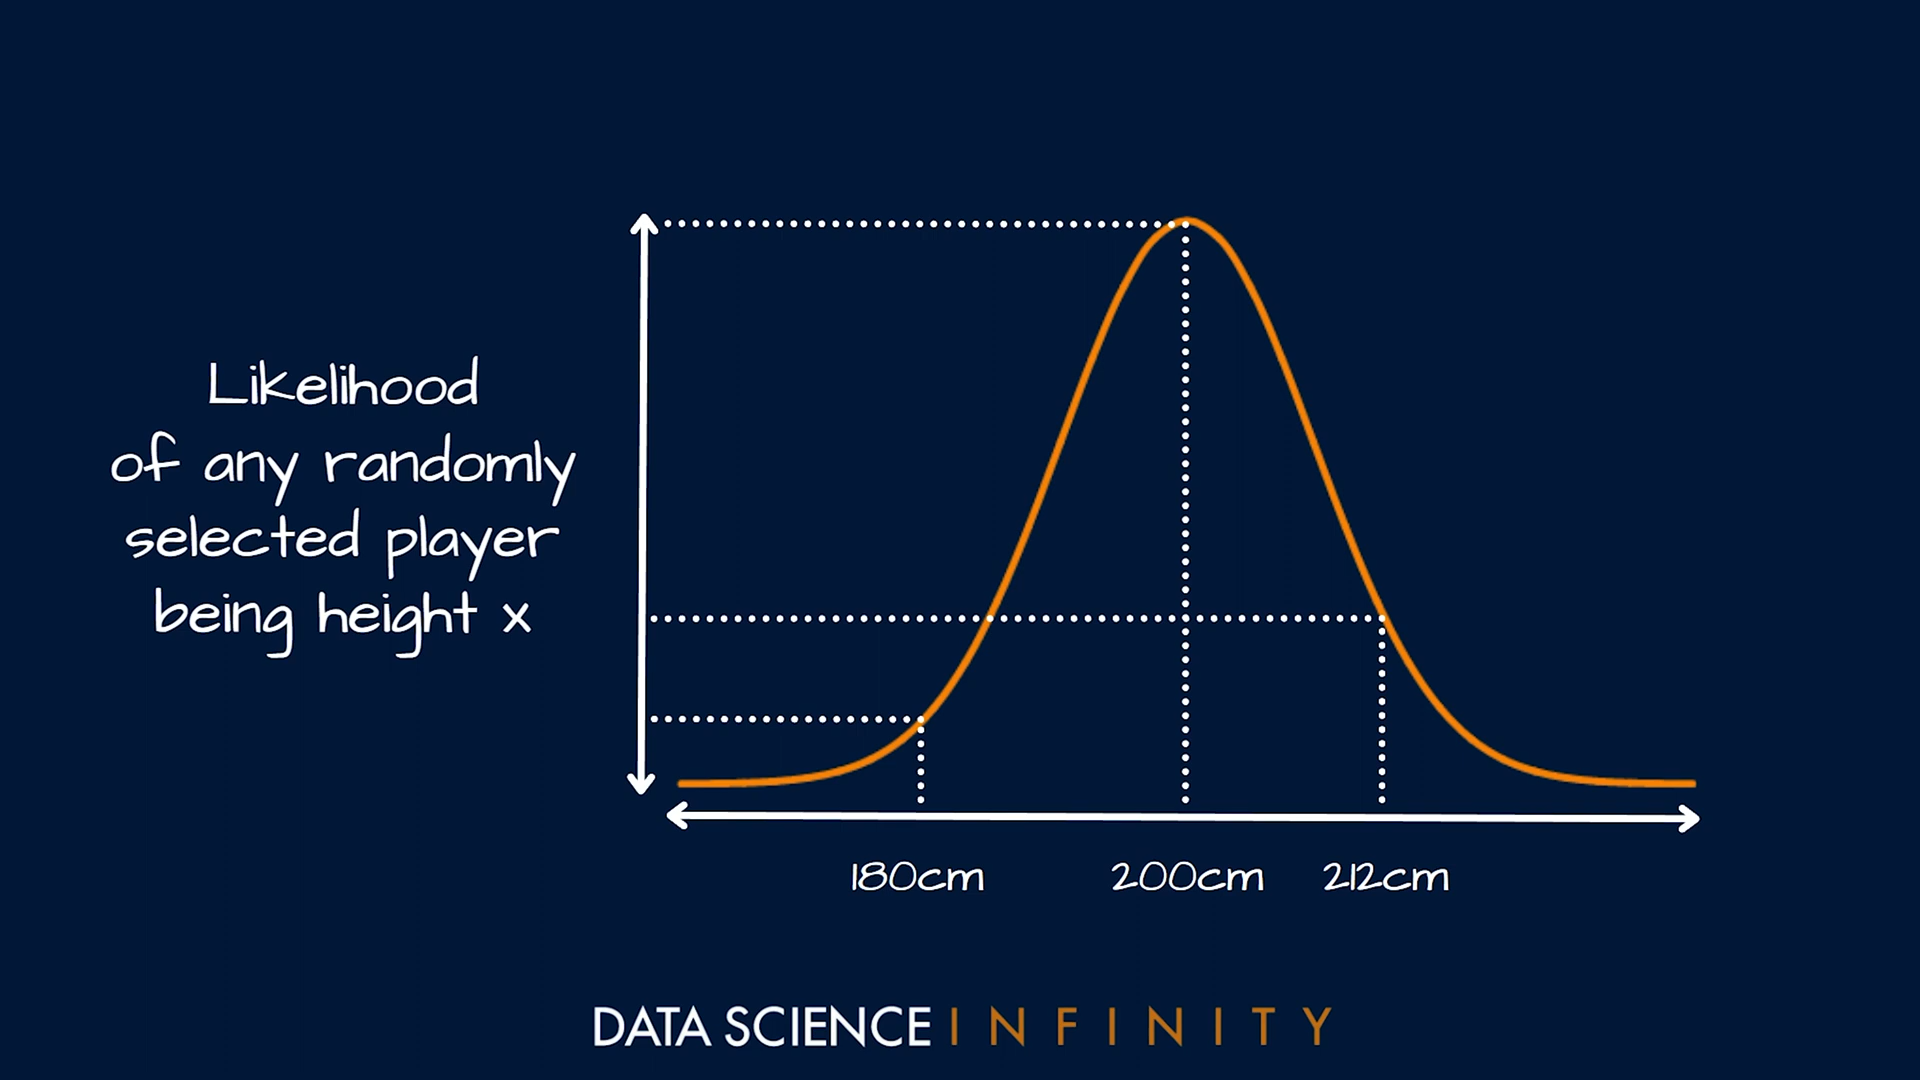 Likelihood
of any randomly
selected player
being height x
180cm 200cm 212cm
DATA SCIENCE INFINITY